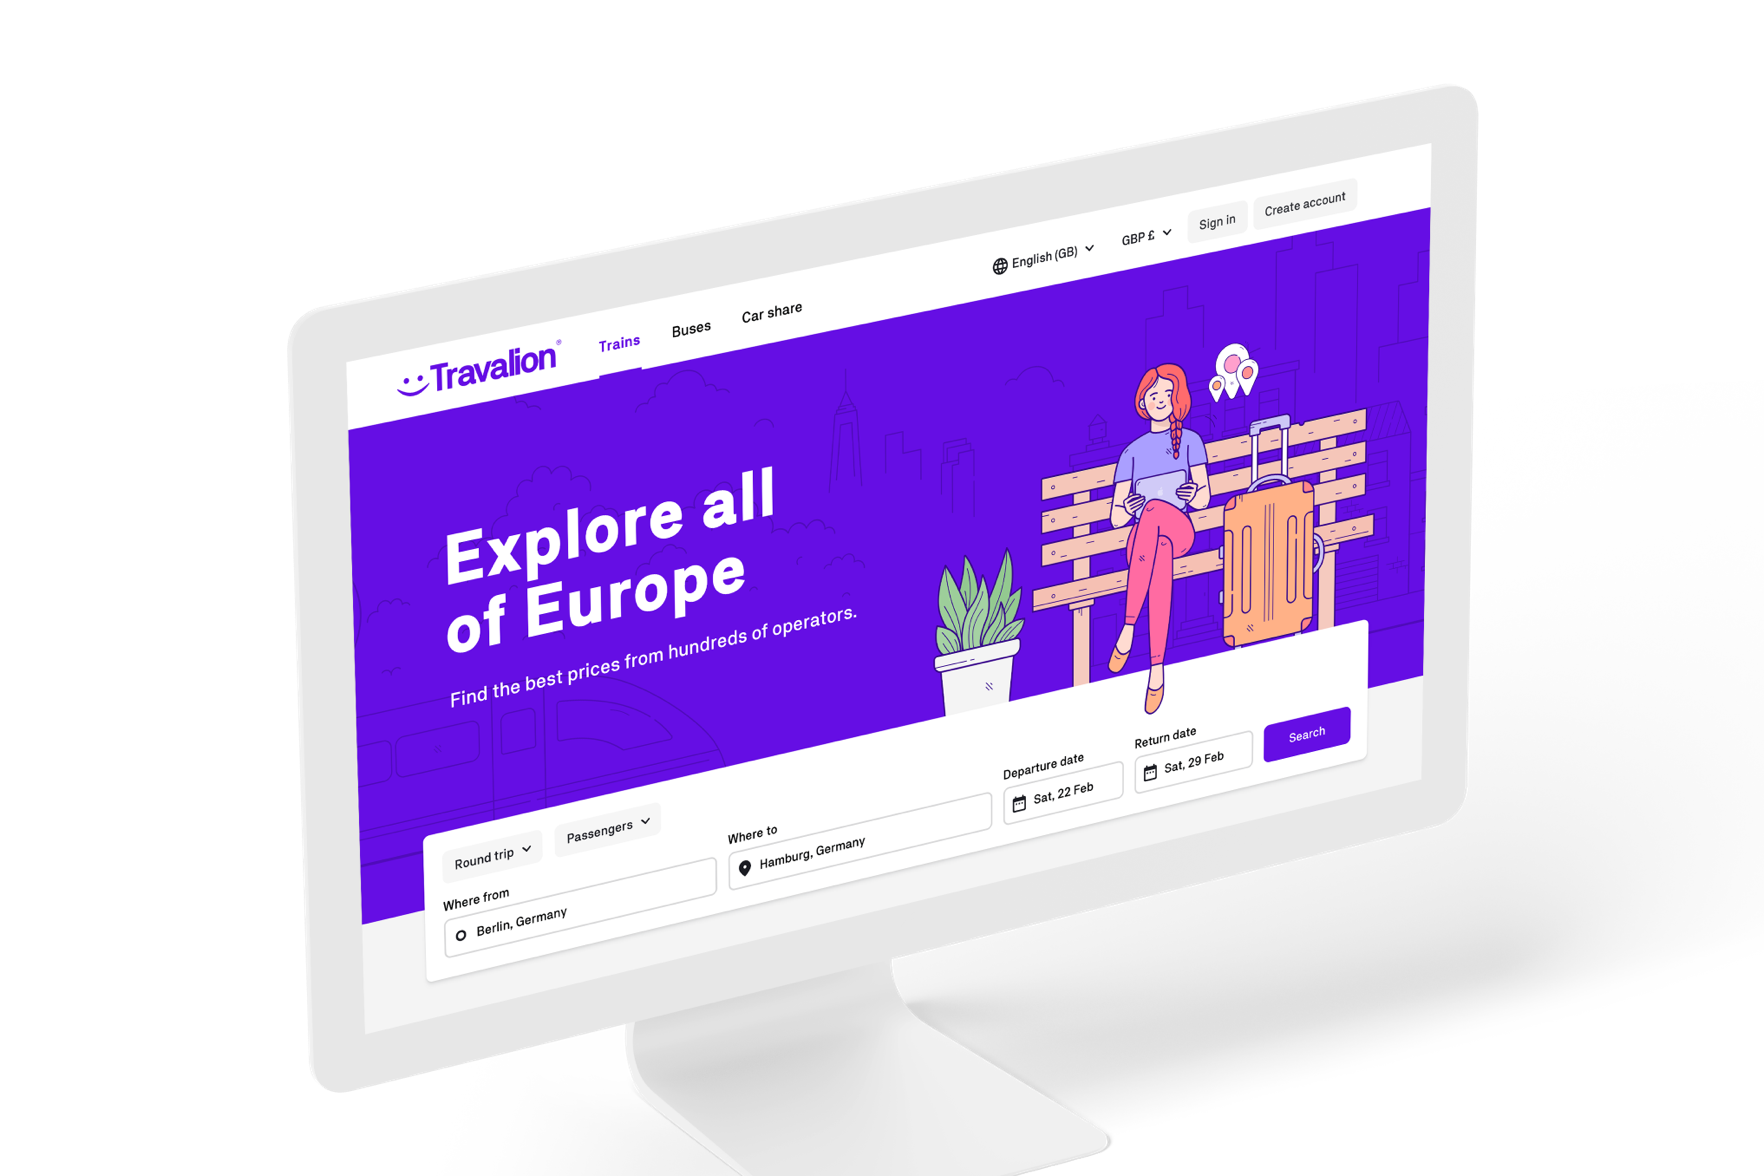 Travalion®
Trains
Buses
Car share
English (GB)
GBP £
Sign in
Create account
Explore all
of Europe
Find the best prices from hundreds of operators.
Round trip
Passengers
Where from
Berlin, Germany
Where to
Hamburg, Germany
Departure date
Sat, 22 Feb
Return date
Sat, 29 Feb
Search